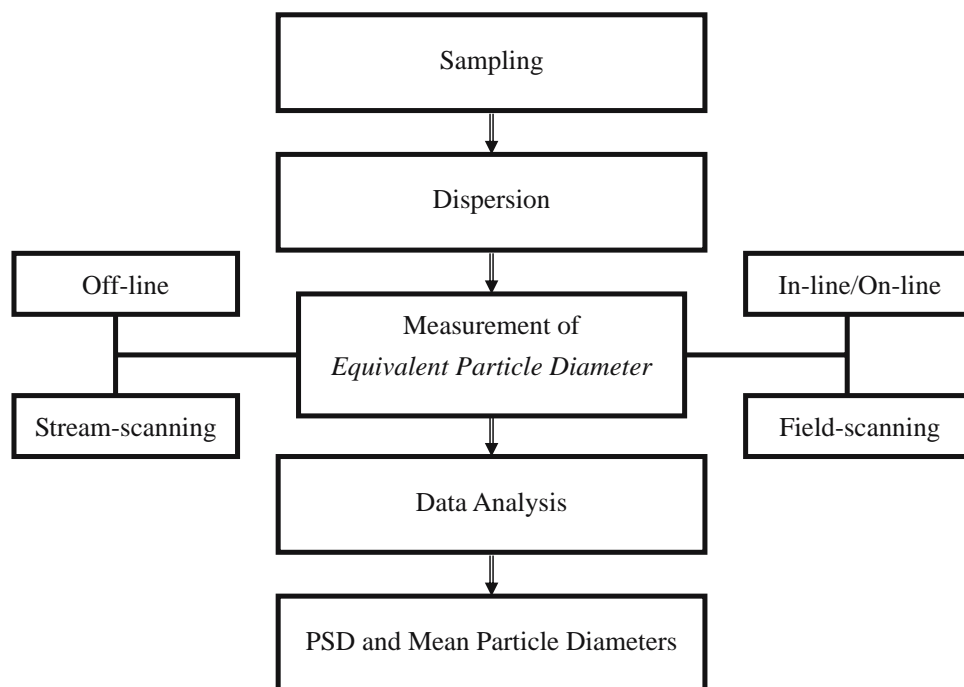 Sampling
Dispersion
Off-line
In-line/On-line
Measurement of
Equivalent Particle Diameter
Stream-scanning
Field-scanning
Data Analysis
PSD and Mean Particle Diameters